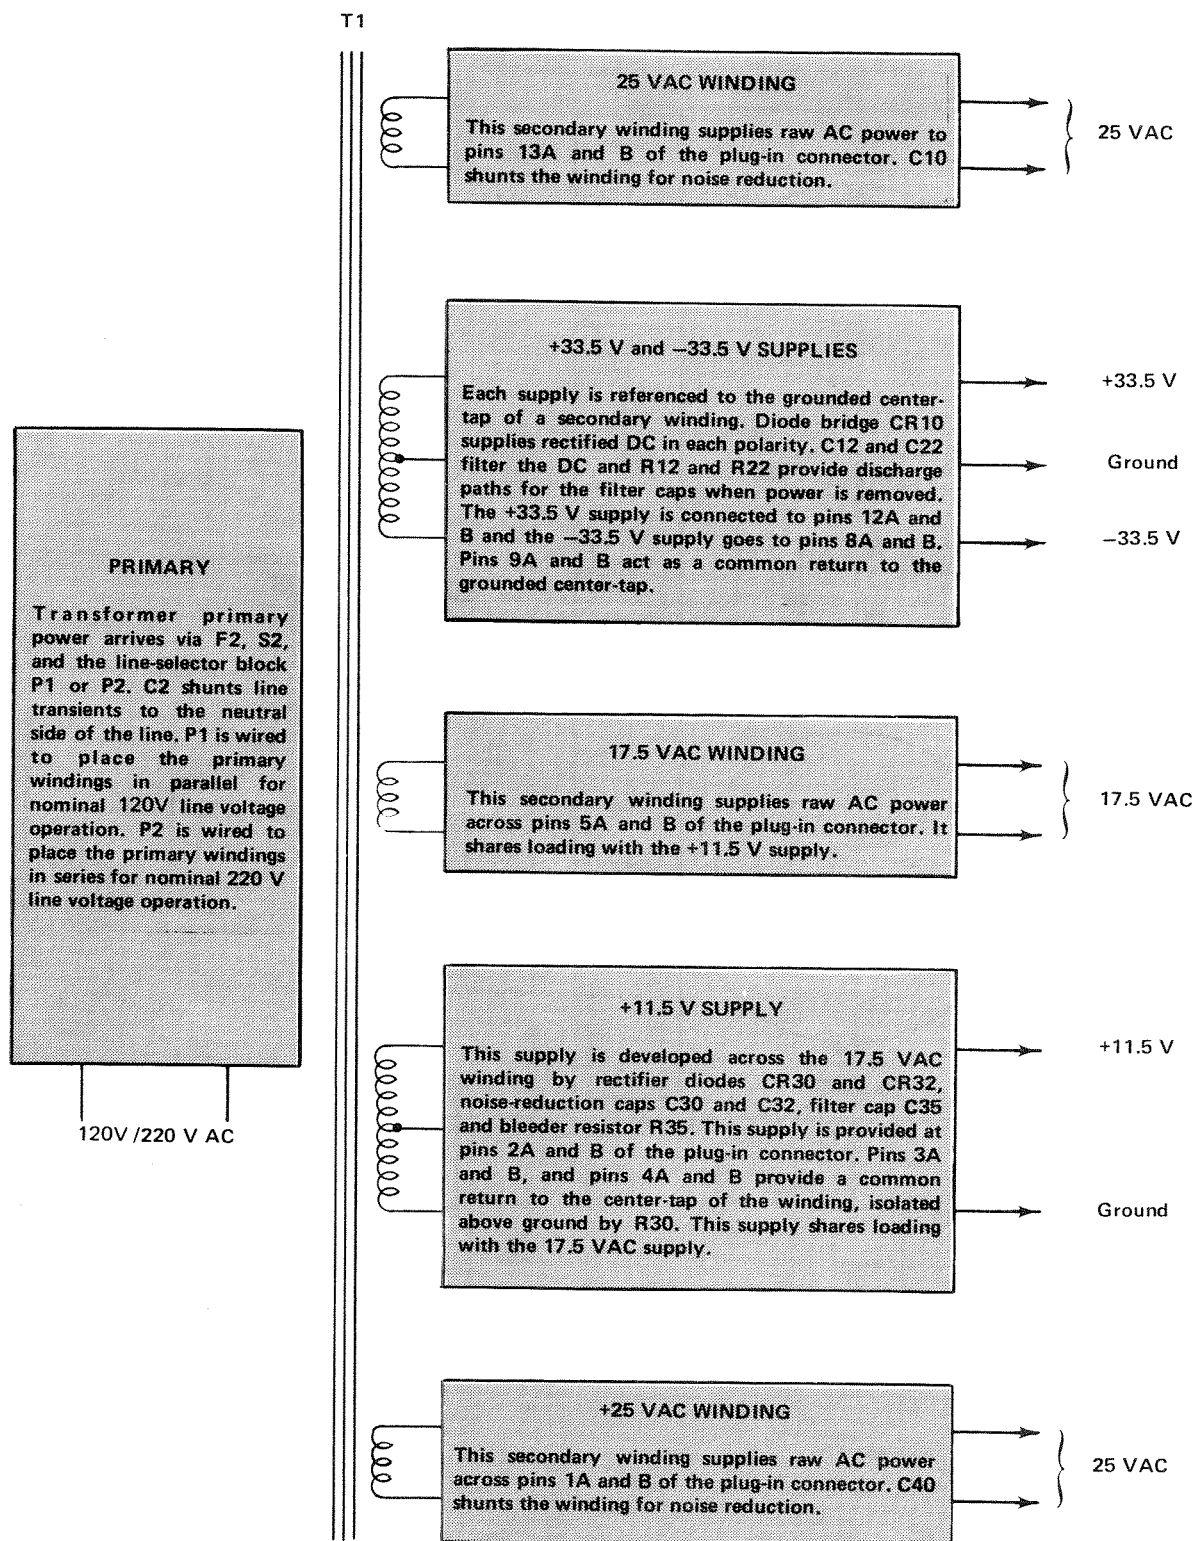 T1
25 VAC WINDING
This secondary winding supplies raw AC power to
pins 13A and B of the plug-in connector. C10
shunts the winding for noise reduction.
25 VAC
+33.5 V and −33.5 V SUPPLIES
Each supply is referenced to the grounded center-
tap of a secondary winding. Diode bridge CR10
supplies rectified DC in each polarity. C12 and C22
filter the DC and R12 and R22 provide discharge
paths for the filter caps when power is removed.
The +33.5 V supply is connected to pins 12A and
B and the −33.5 V supply goes to pins 8A and B.
Pins 9A and B act as a common return to the
grounded center-tap.
+33.5 V
Ground
−33.5 V
PRIMARY
Transformer primary
power arrives via F2, S2,
and the line-selector block
P1 or P2. C2 shunts line
transients to the neutral
side of the line. P1 is wired
to place the primary
windings in parallel for
nominal 120V line voltage
operation. P2 is wired to
place the primary windings
in series for nominal 220 V
line voltage operation.
120V/220 V AC
17.5 VAC WINDING
This secondary winding supplies raw AC power
across pins 5A and B of the plug-in connector. It
shares loading with the +11.5 V supply.
17.5 VAC
+11.5 V SUPPLY
This supply is developed across the 17.5 VAC
winding by rectifier diodes CR30 and CR32,
noise-reduction caps C30 and C32, filter cap C35
and bleeder resistor R35. This supply is provided at
pins 2A and B of the plug-in connector. Pins 3A
and B, and pins 4A and B provide a common
return to the center-tap of the winding, isolated
above ground by R30. This supply shares loading
with the 17.5 VAC supply.
+11.5 V
Ground
+25 VAC WINDING
This secondary winding supplies raw AC power
across pins 1A and B of the plug-in connector. C40
shunts the winding for noise reduction.
25 VAC